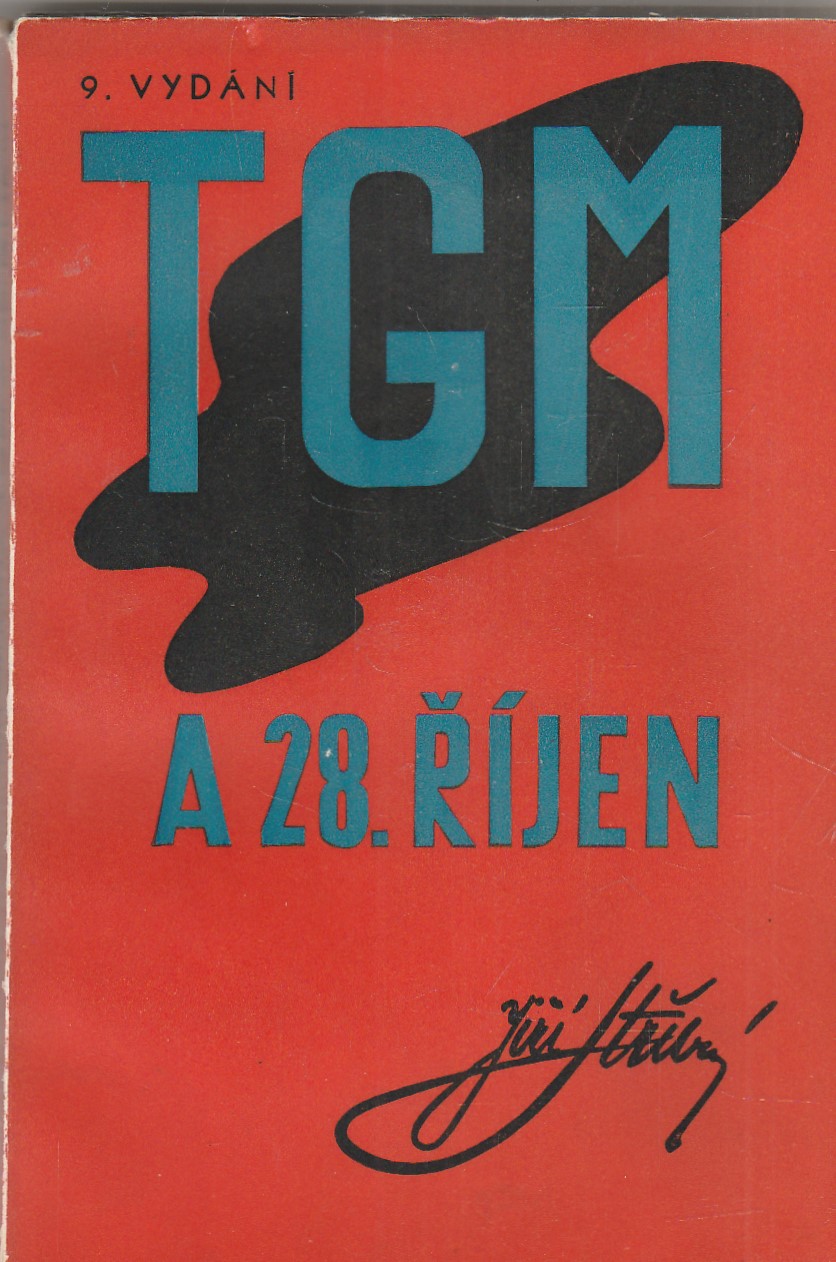 9. VYDÁNÍ
TGM
A 28. ŘÍJEN
Jiří Stříbrný